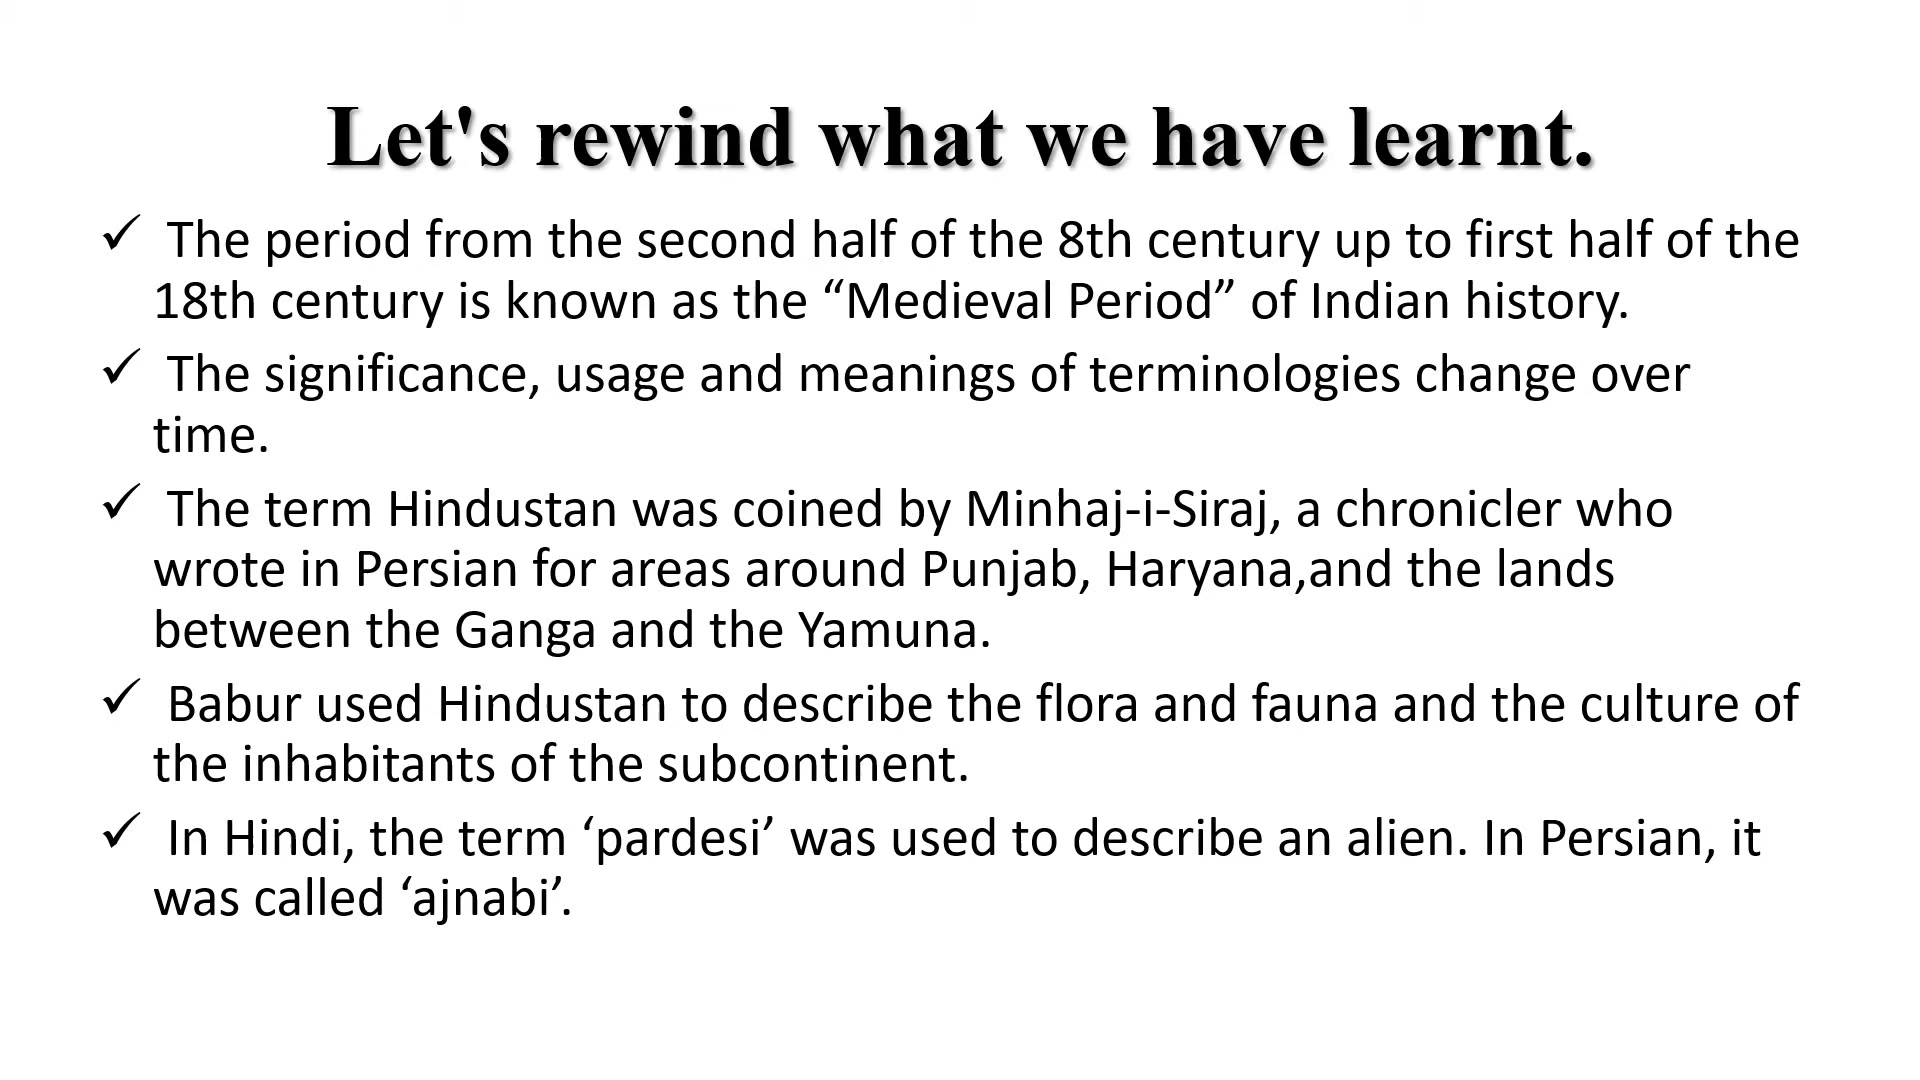 Let's rewind what we have learnt.
✓ The period from the second half of the 8th century up to first half of the
18th century is known as the “Medieval Period” of Indian history.
✓ The significance, usage and meanings of terminologies change over
time.
✓ The term Hindustan was coined by Minhaj-i-Siraj, a chronicler who
wrote in Persian for areas around Punjab, Haryana,and the lands
between the Ganga and the Yamuna.
✓ Babur used Hindustan to describe the flora and fauna and the culture of
the inhabitants of the subcontinent.
✓ In Hindi, the term ‘pardesi’ was used to describe an alien. In Persian, it
was called ‘ajnabi’.